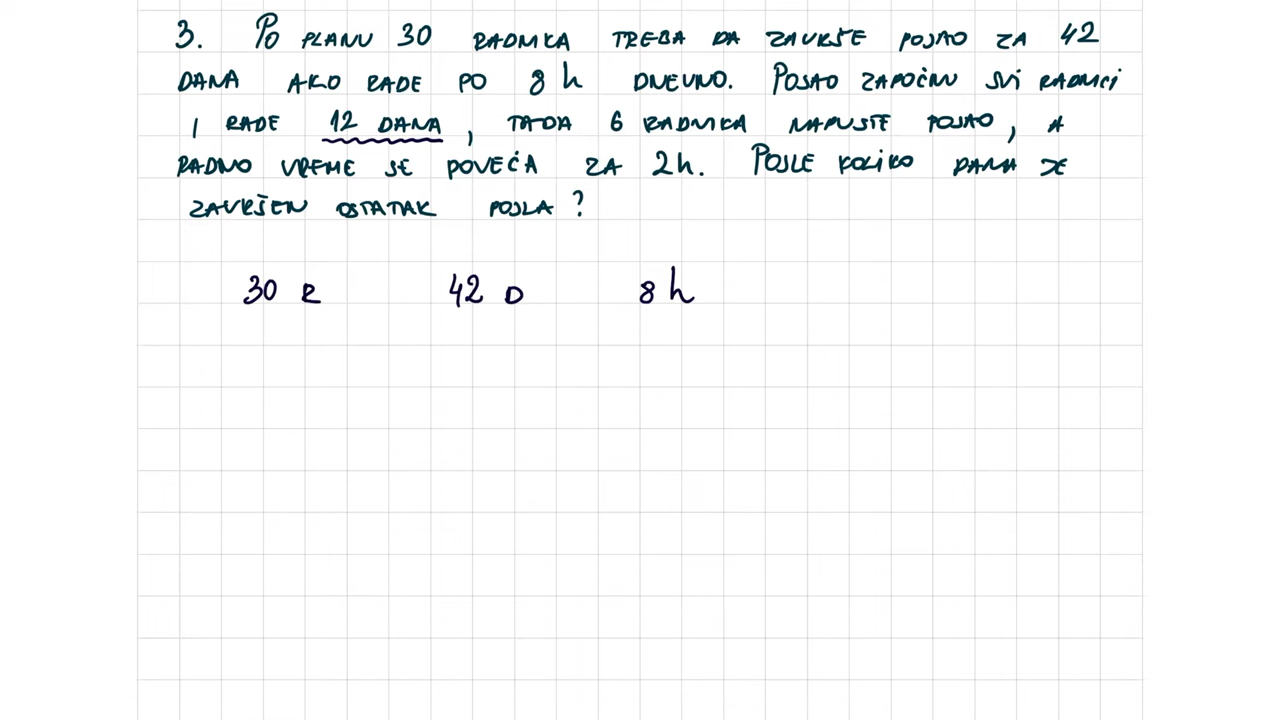 3. PO PLANU 30 RADNIKA TREBA DA ZAVRŠE POSAO ZA 42
DANA AKO RADE PO 8 h DNEVNO. POSAO ZAPOČNU SVI RADNICI
I RADE 12 DANA, TADA 6 RADNIKA NAPUSTE POSAO, A
RADNO VREME SE POVEĆA ZA 2h. POSLE KOLIKO DANA JE
ZAVRŠEN OSTATAK POSLA?
30 R 42 D 8 h